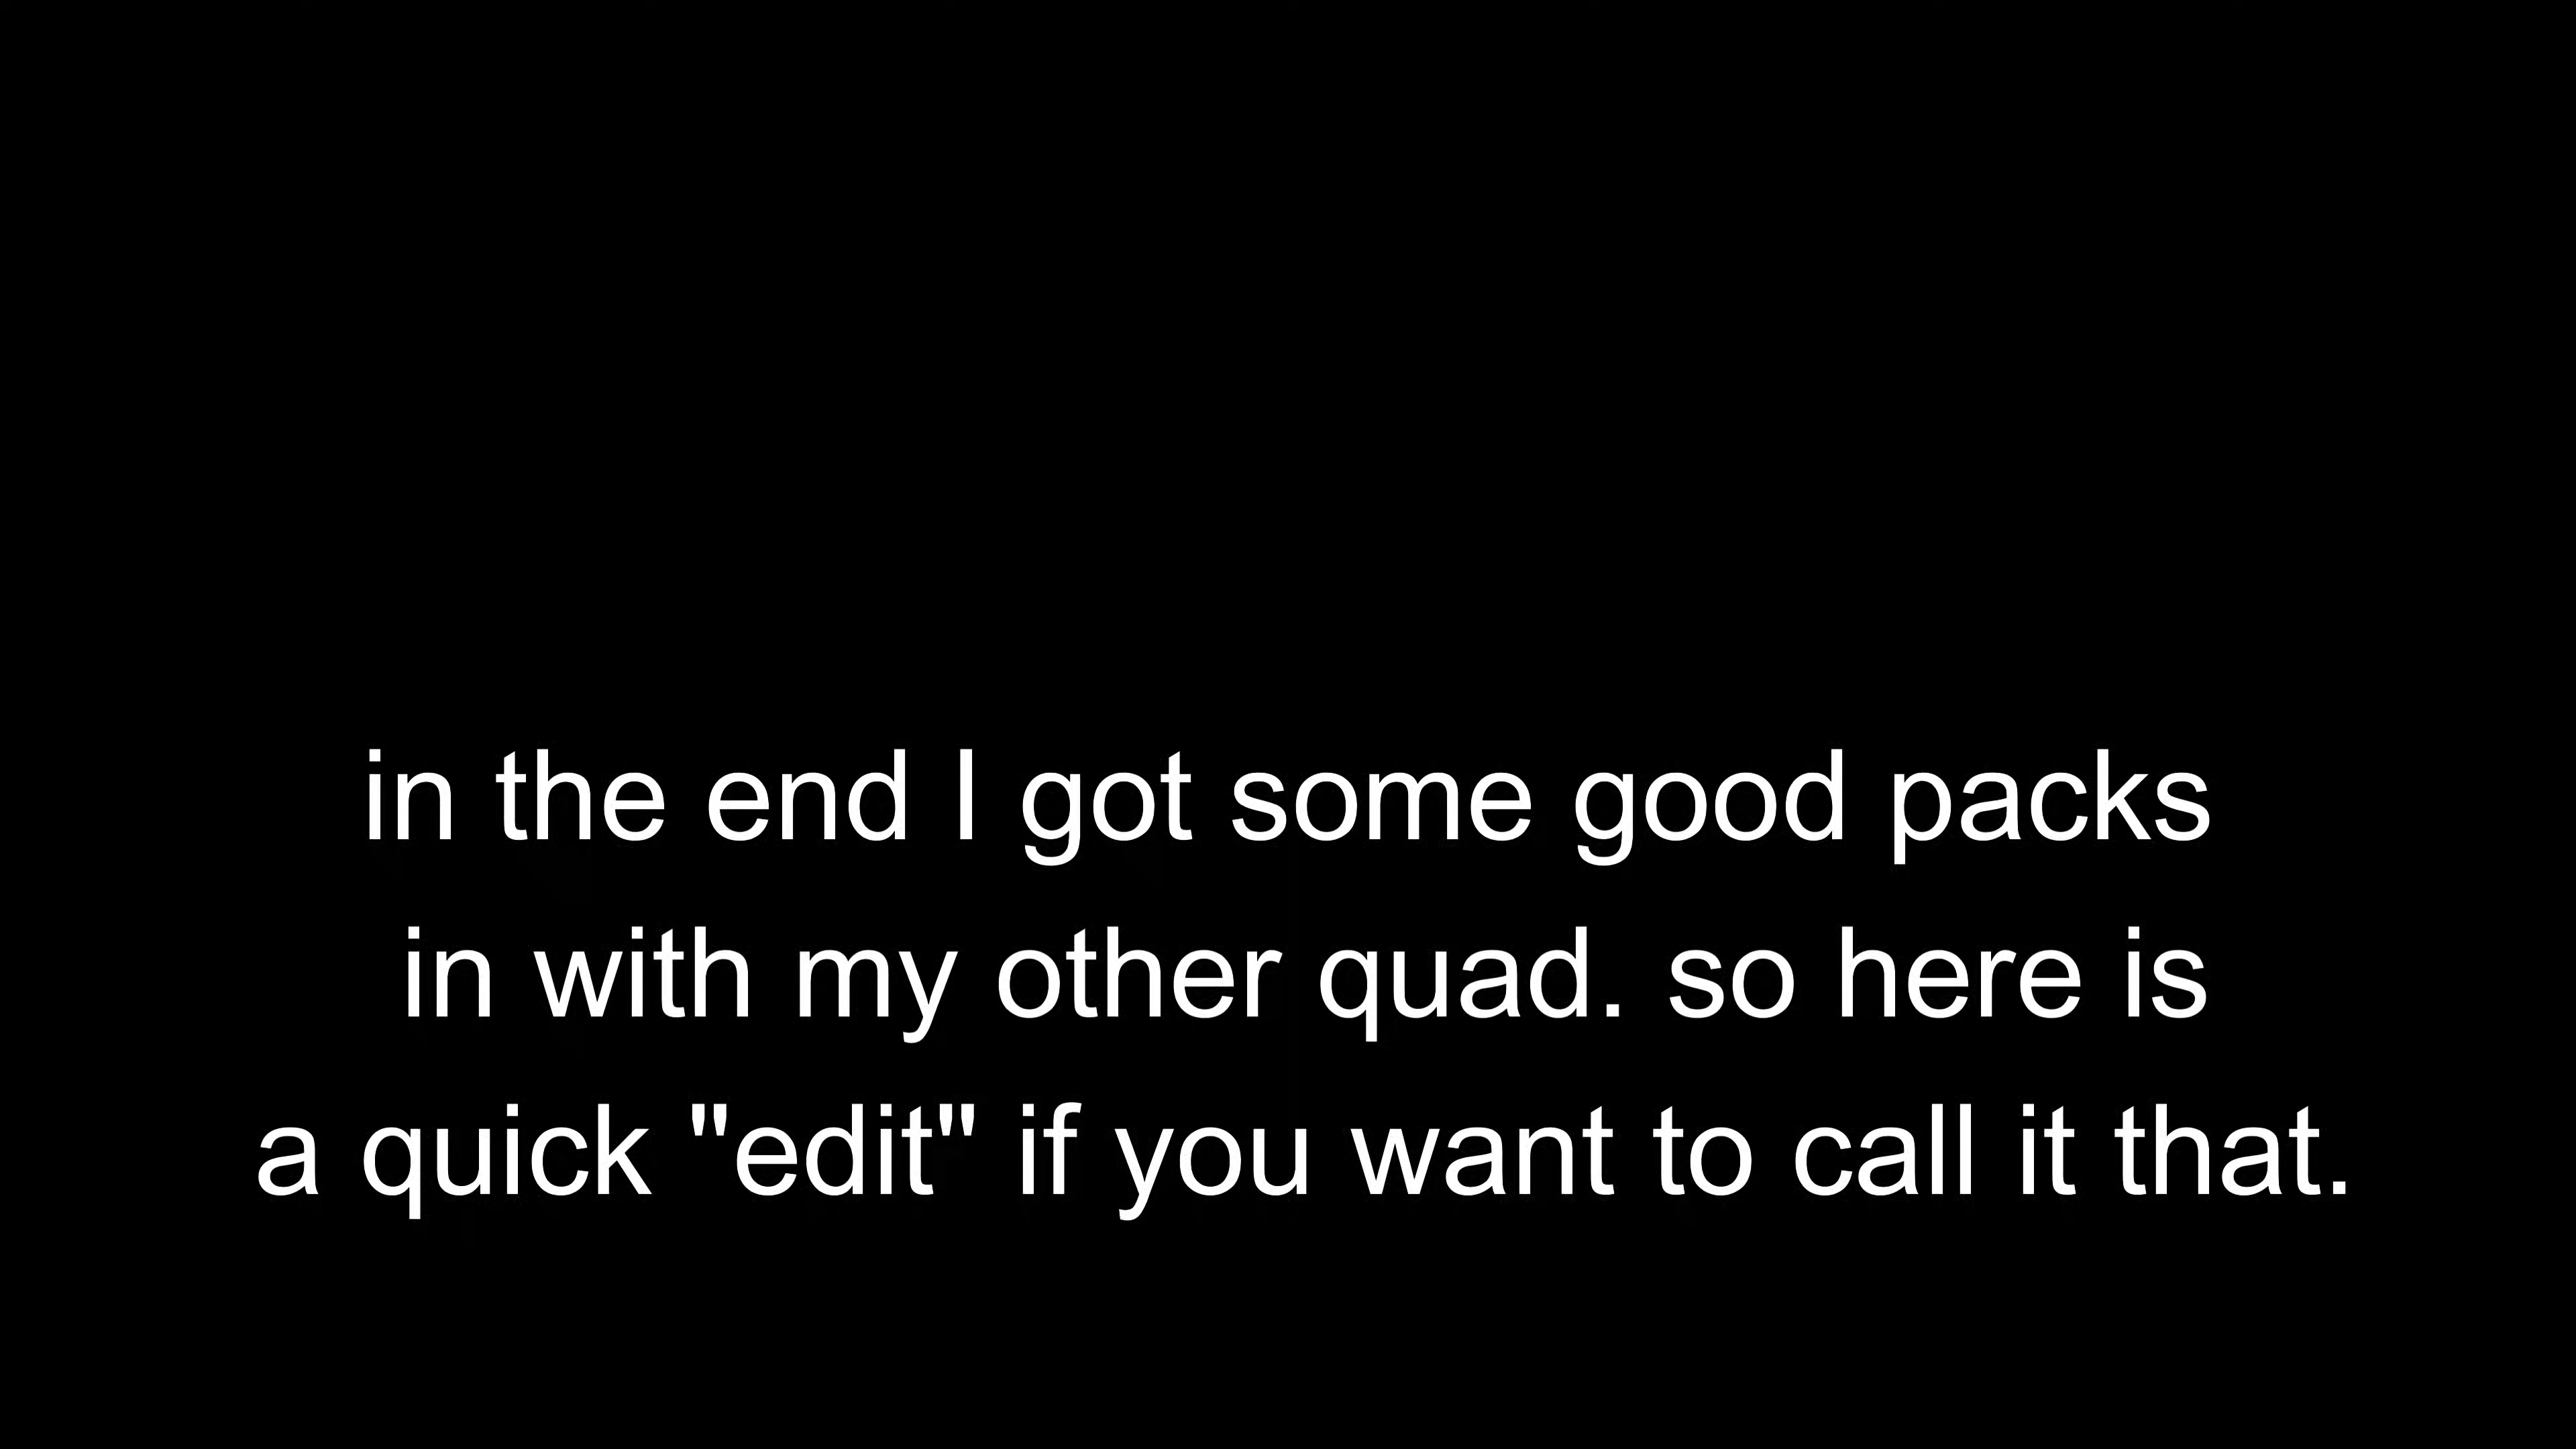 in the end I got some good packs
in with my other quad. so here is
a quick "edit" if you want to call it that.